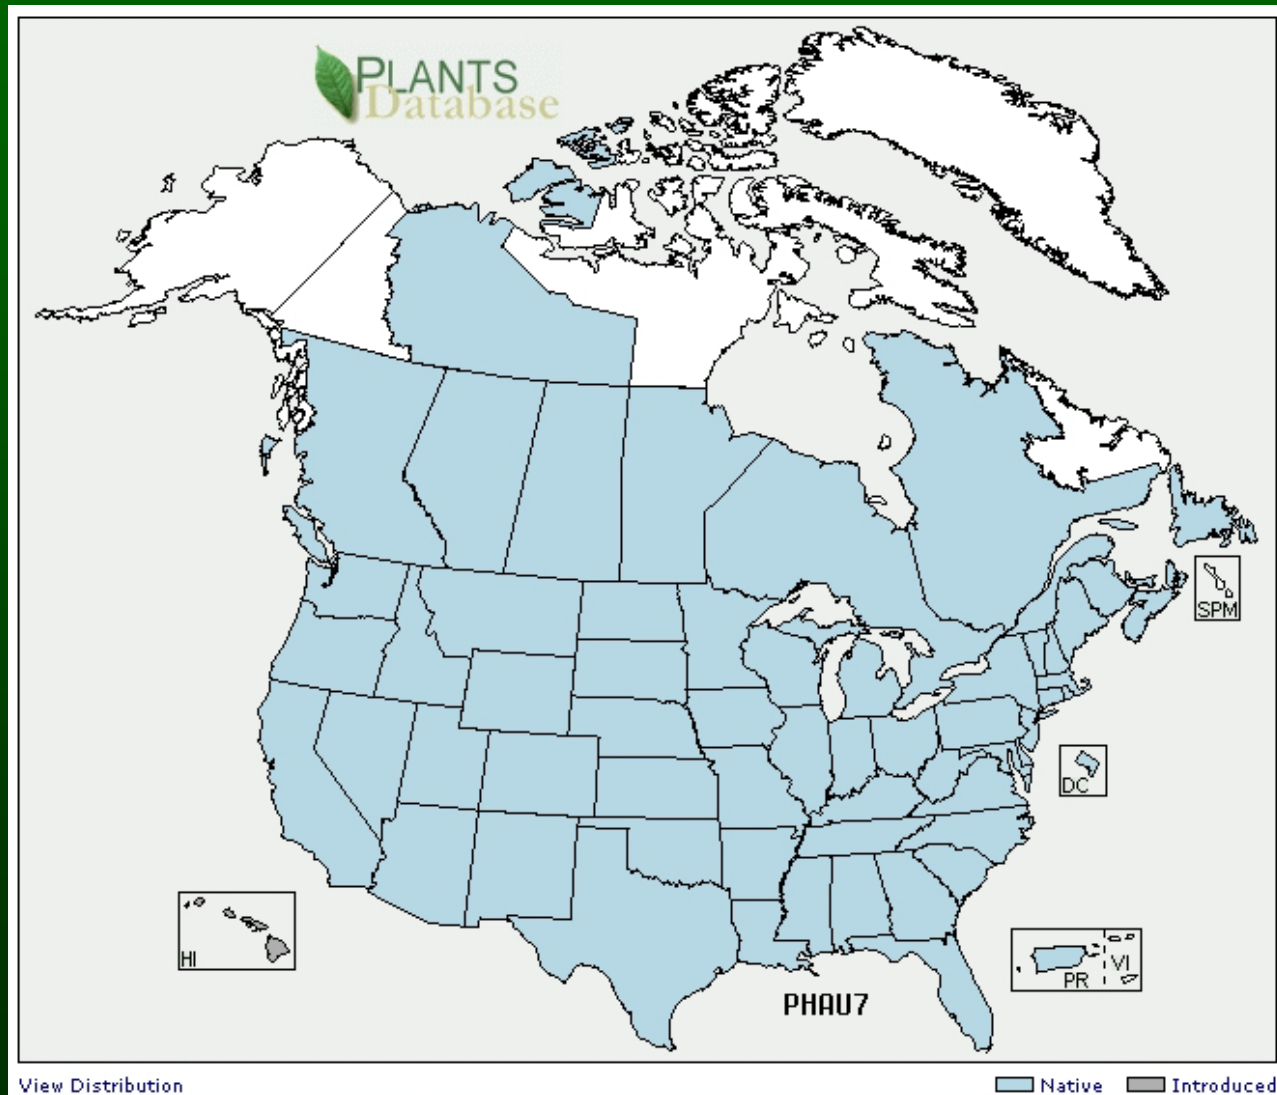 PLANTS
Database
SPM
DC
HI
PR
VI
PHAU7
View Distribution
Native
Introduced